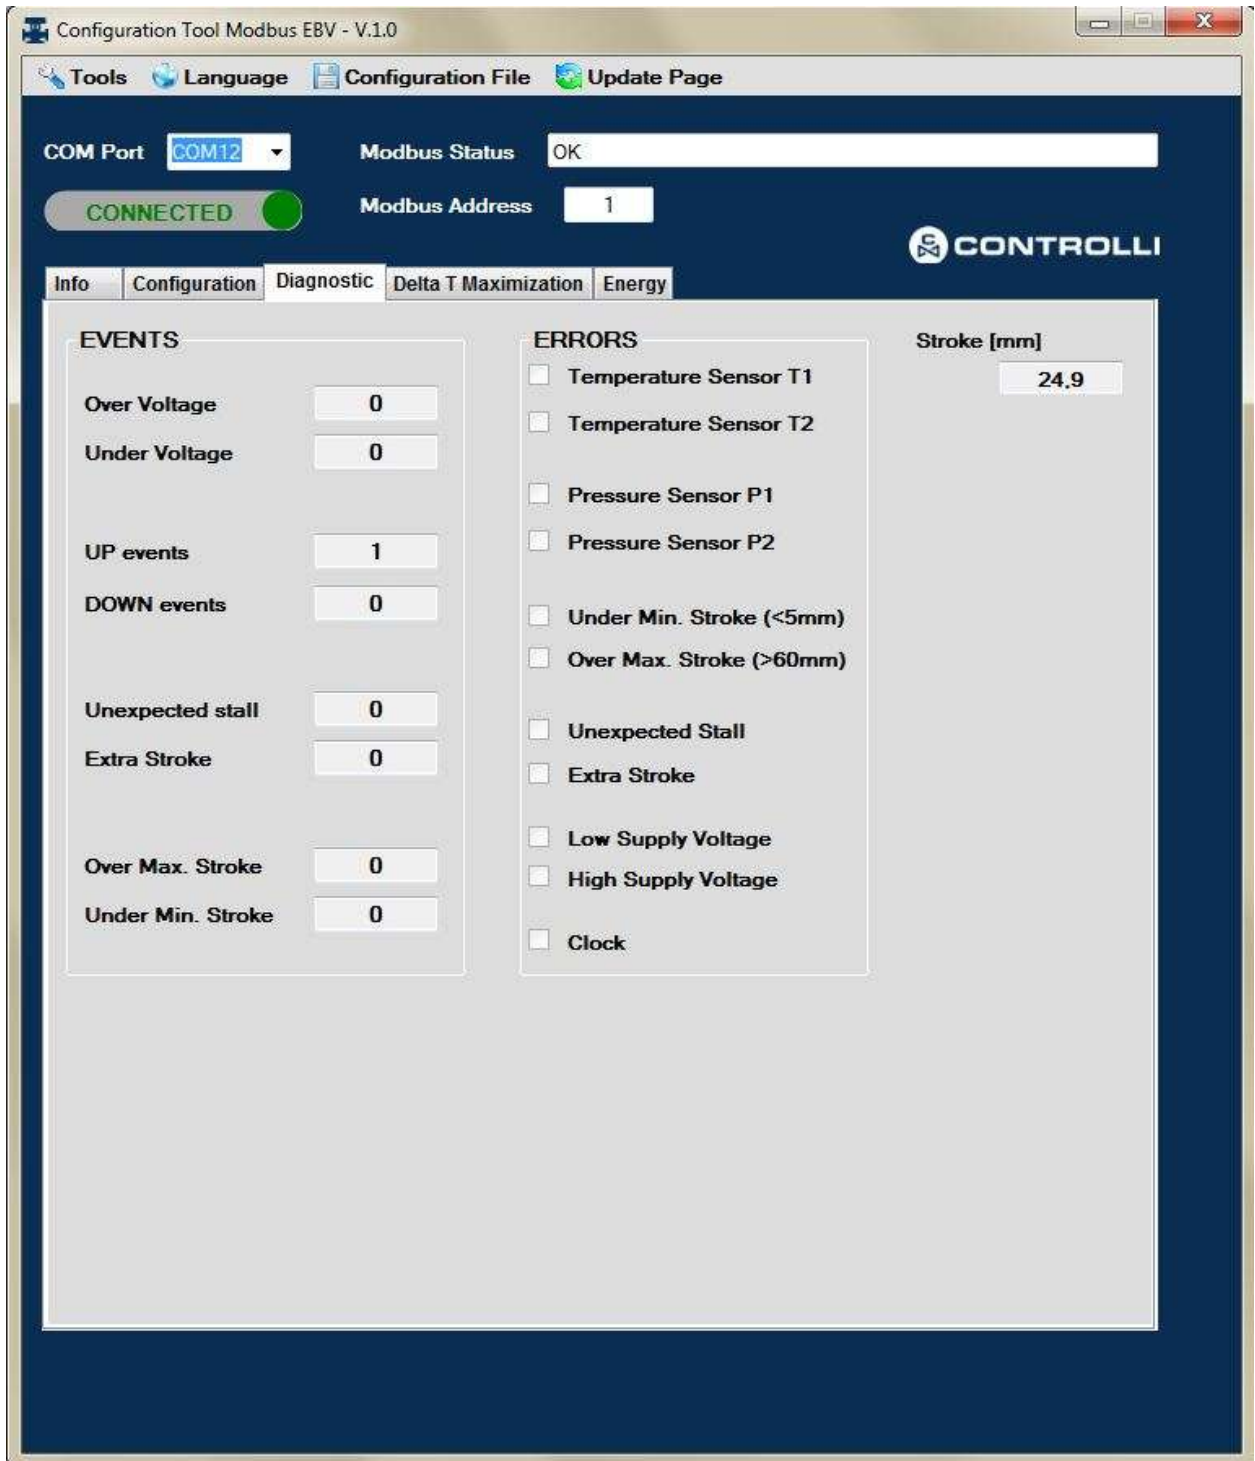 Configuration Tool Modbus EBV - V.1.0
Tools Language Configuration File Update Page
COM Port COM12 Modbus Status OK
CONNECTED Modbus Address 1
CONTROLLI
Info Configuration Diagnostic Delta T Maximization Energy
EVENTS
Over Voltage 0
Under Voltage 0
UP events 1
DOWN events 0
Unexpected stall 0
Extra Stroke 0
Over Max. Stroke 0
Under Min. Stroke 0
ERRORS
Temperature Sensor T1
Temperature Sensor T2
Pressure Sensor P1
Pressure Sensor P2
Under Min. Stroke (<5mm)
Over Max. Stroke (>60mm)
Unexpected Stall
Extra Stroke
Low Supply Voltage
High Supply Voltage
Clock
Stroke [mm]
24,9